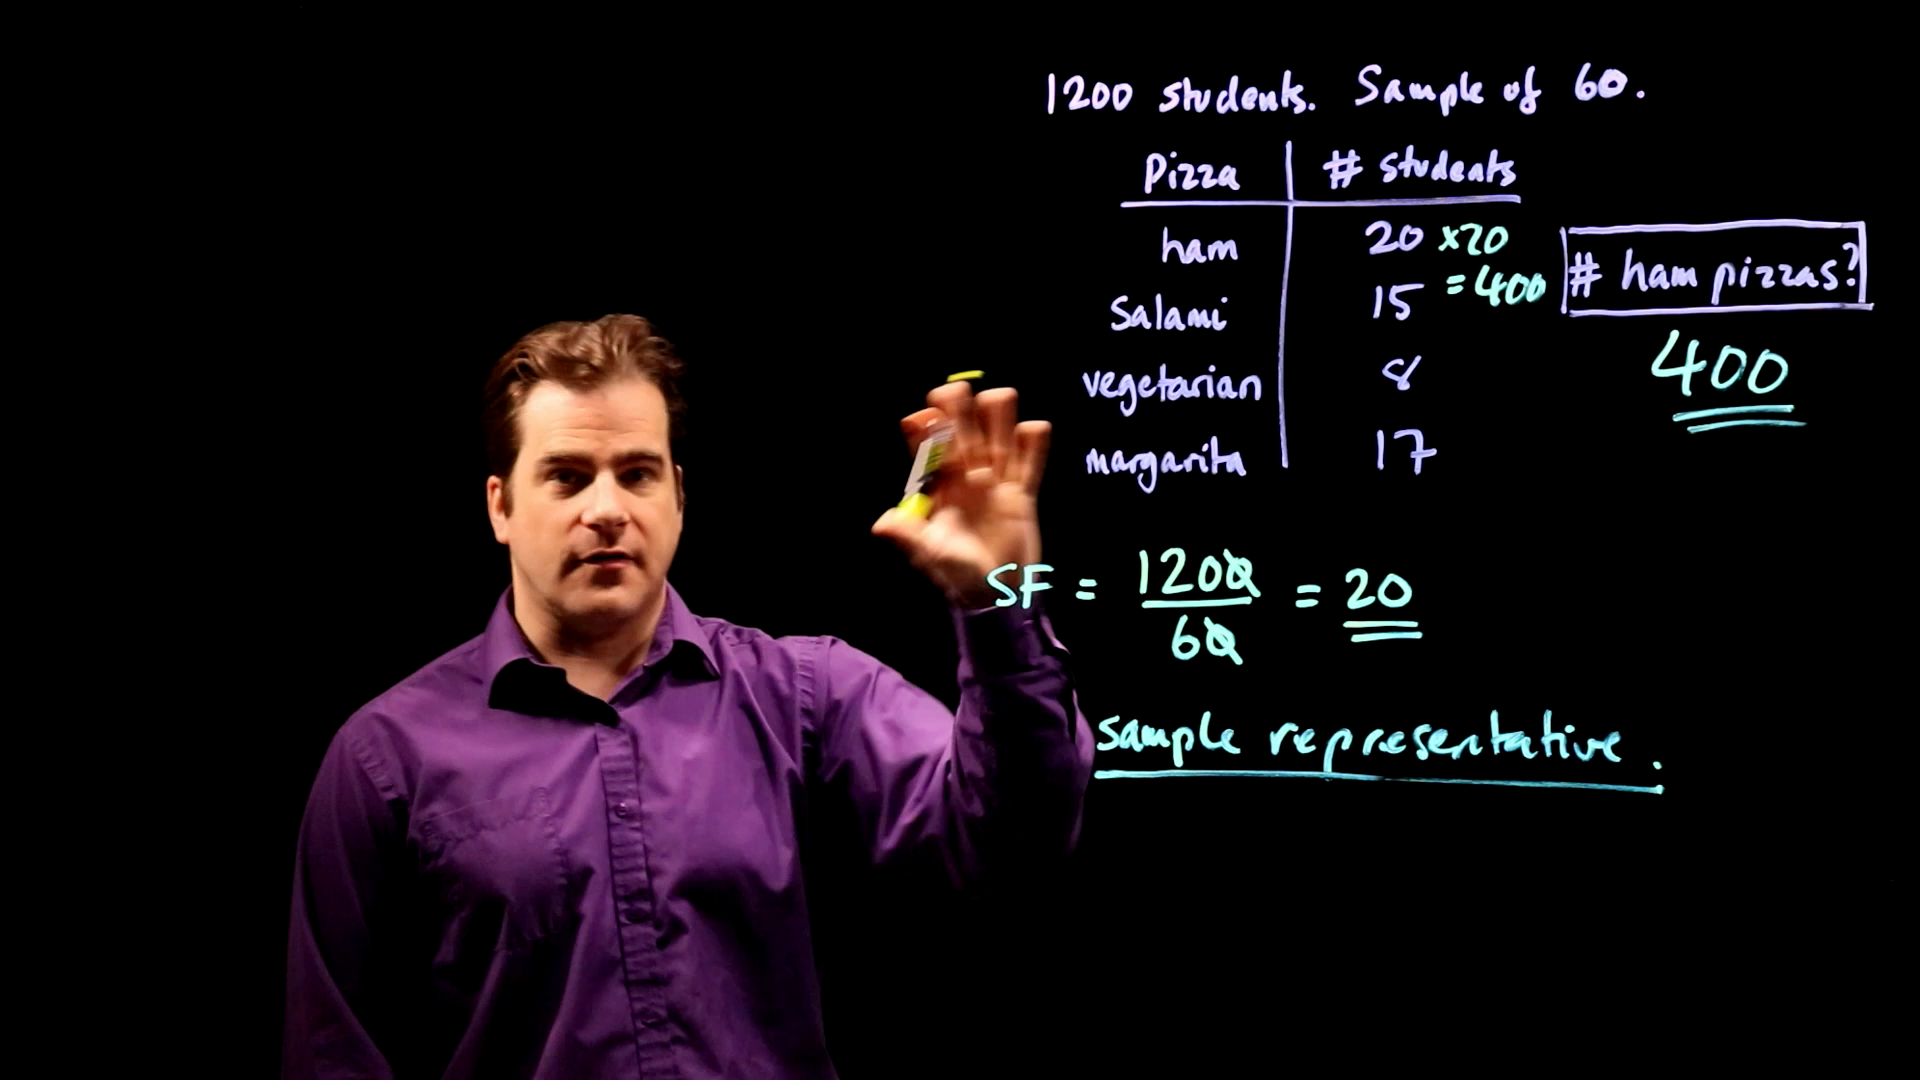 1200 students. Sample of 60.
Pizza # students
ham 20 ×20
= 400
# ham pizzas?
Salami 15
400
vegetarian 8
margarita 17
SF = 1200 / 60 = 20
sample representative.